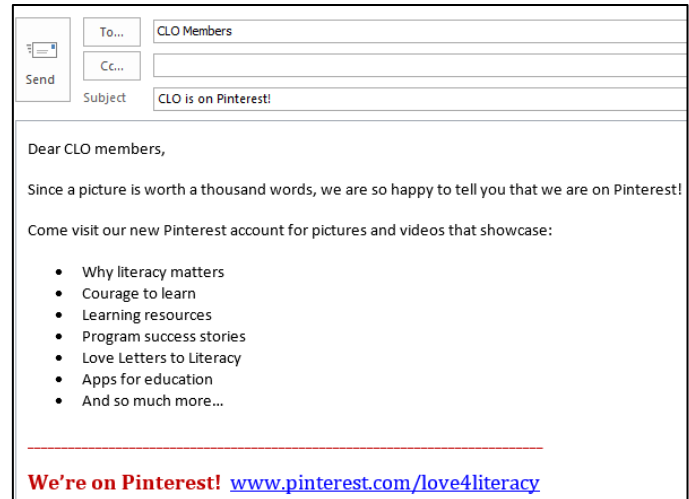 To...
CLO Members
Cc...
Send
Subject
CLO is on Pinterest!
Dear CLO members,
Since a picture is worth a thousand words, we are so happy to tell you that we are on Pinterest!
Come visit our new Pinterest account for pictures and videos that showcase:
• Why literacy matters
• Courage to learn
• Learning resources
• Program success stories
• Love Letters to Literacy
• Apps for education
• And so much more...
We're on Pinterest! www.pinterest.com/love4literacy